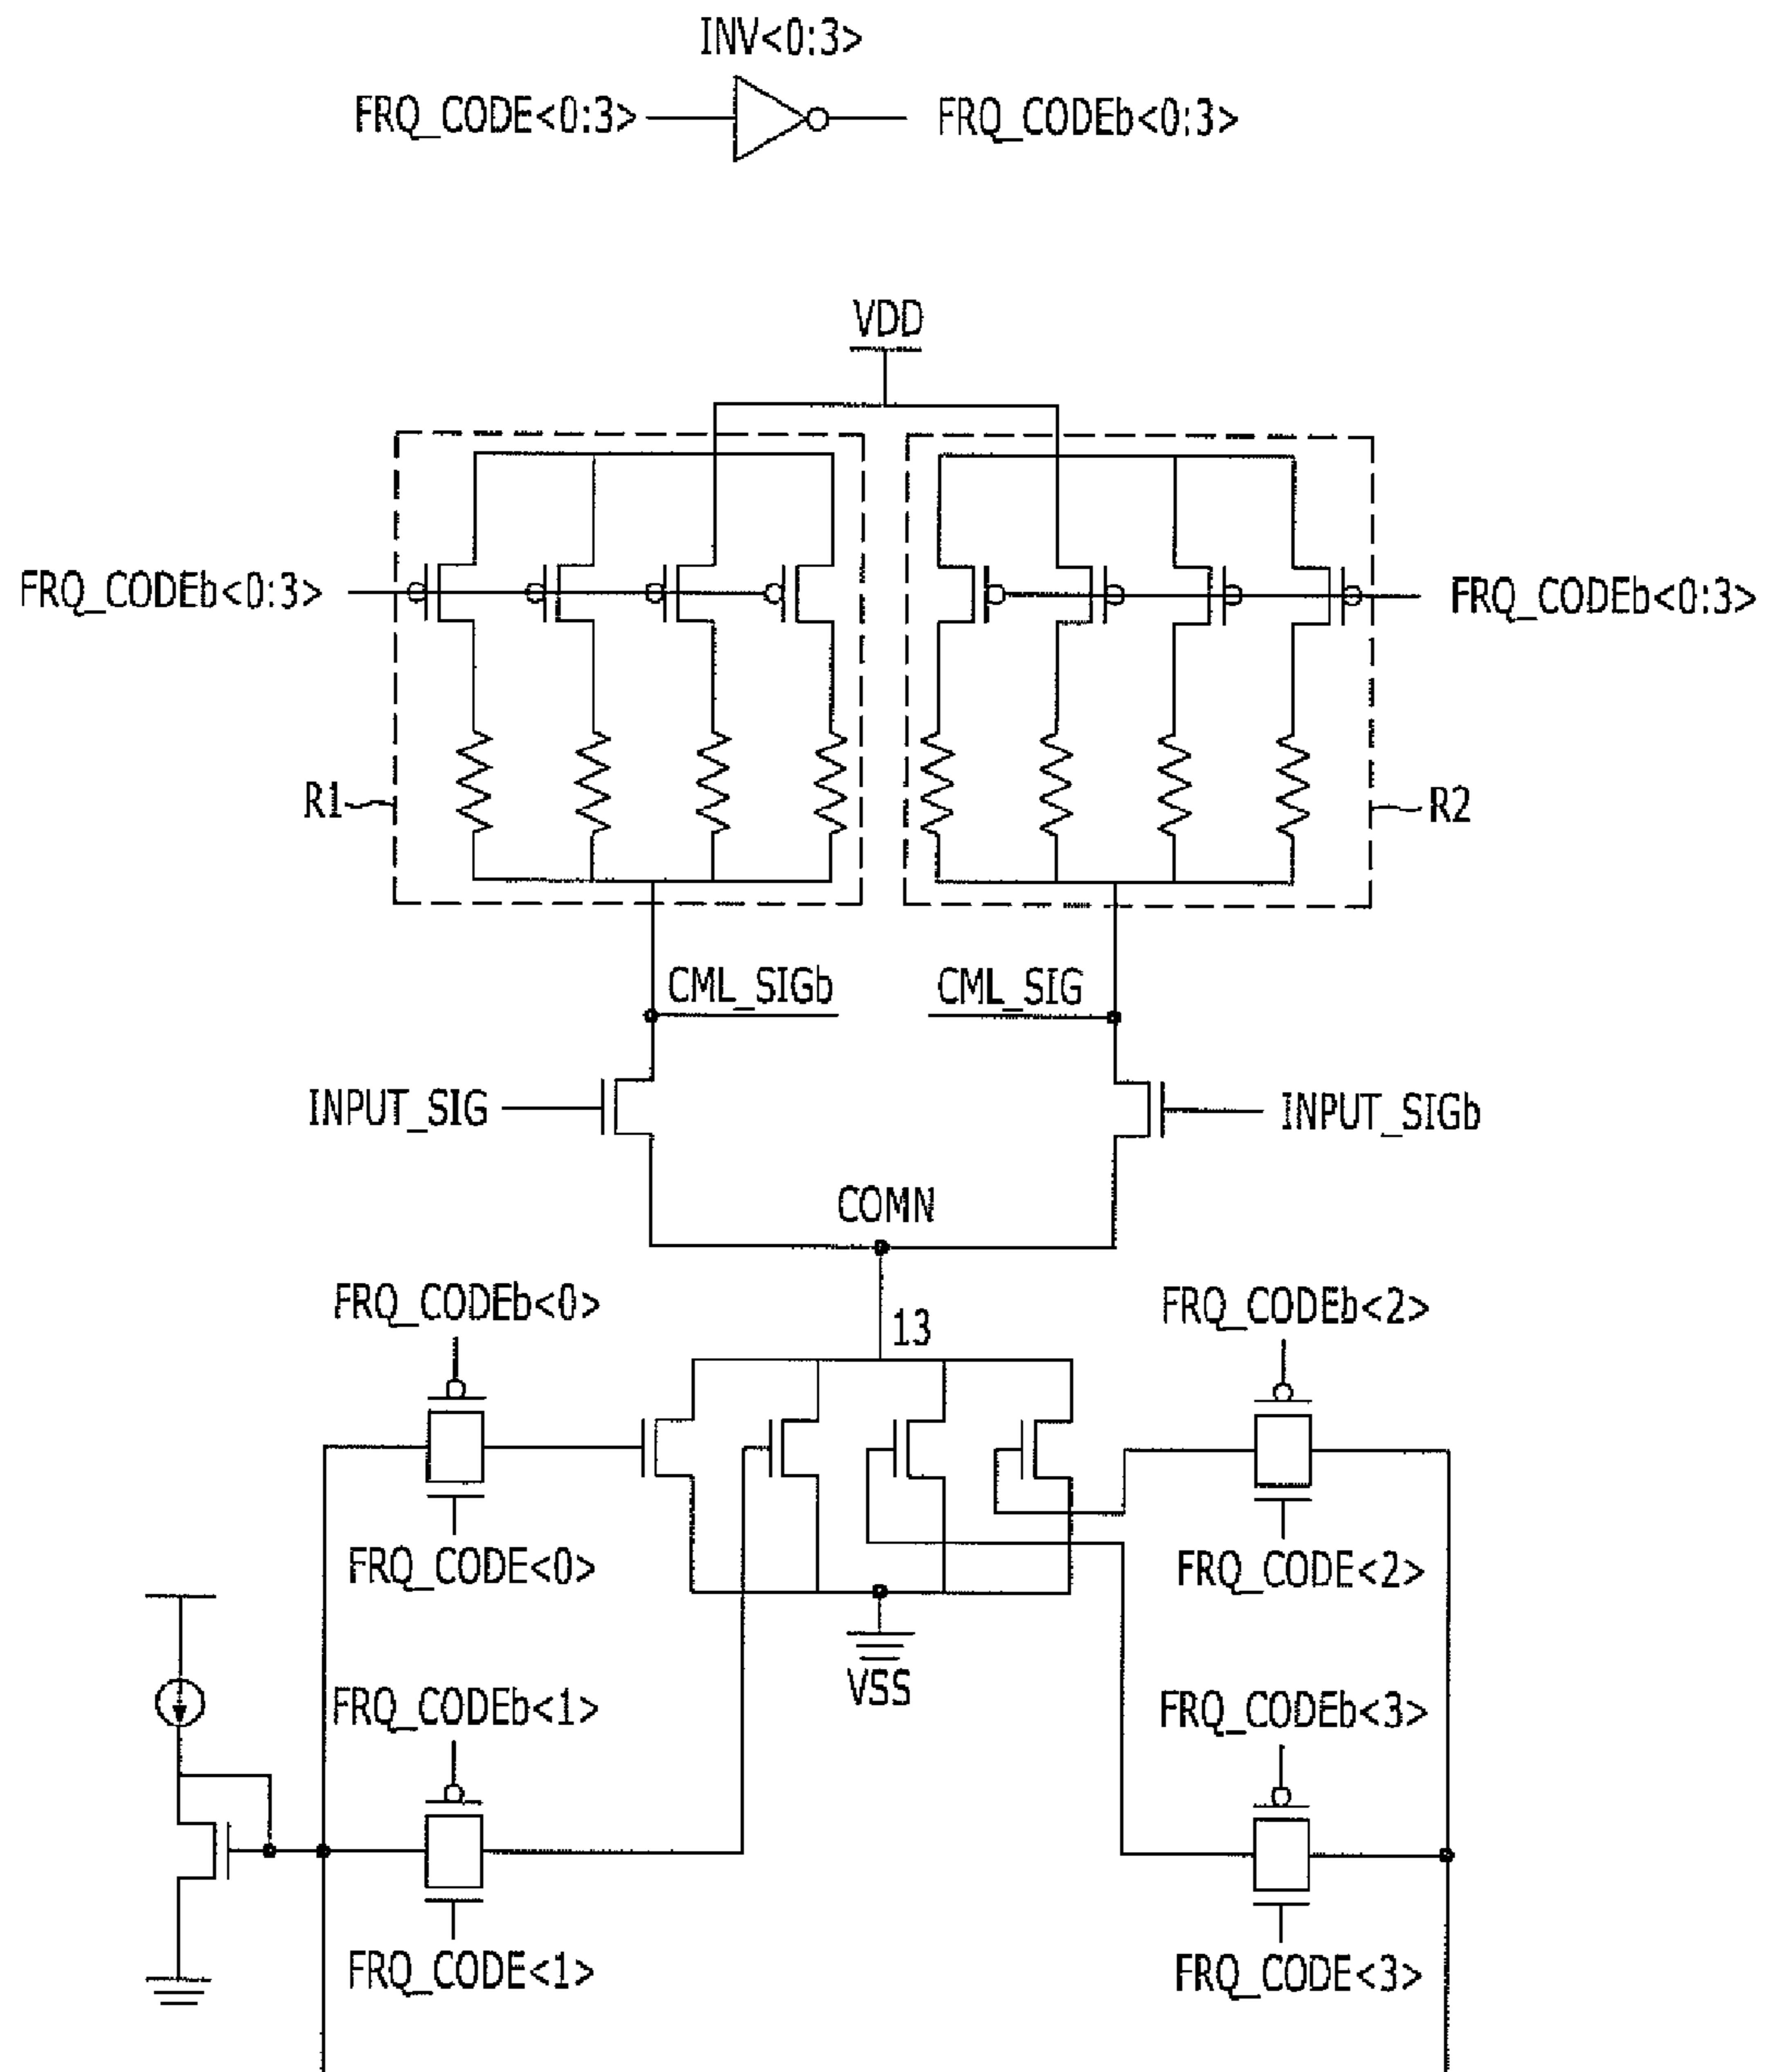 INV<0:3>
FRQ_CODE<0:3>
FRQ_CODEb<0:3>
VDD
FRQ_CODEb<0:3>
FRQ_CODEb<0:3>
R1
R2
CML_SIGb
CML_SIG
INPUT_SIG
INPUT_SIGb
COMN
FRQ_CODEb<0>
13
FRQ_CODEb<2>
FRQ_CODE<0>
FRQ_CODE<2>
VSS
FRQ_CODEb<1>
FRQ_CODEb<3>
FRQ_CODE<1>
FRQ_CODE<3>